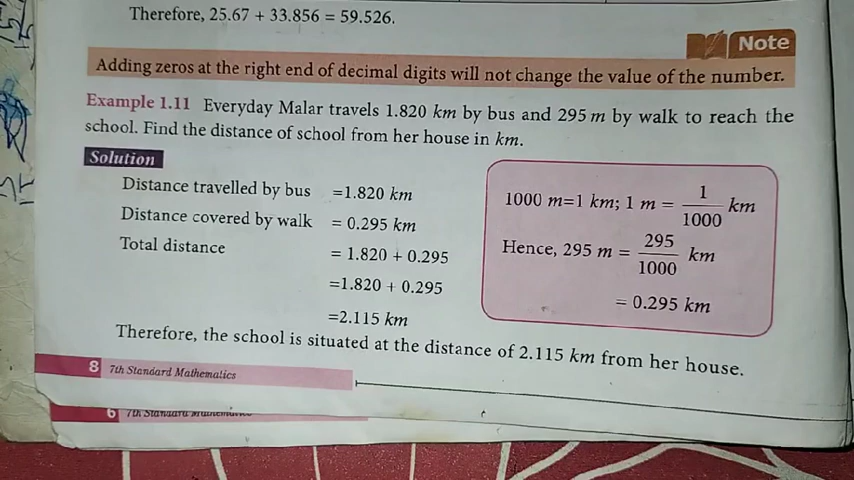 Therefore, 25.67 + 33.856 = 59.526.
Note
Adding zeros at the right end of decimal digits will not change the value of the number.
Example 1.11 Everyday Malar travels 1.820 km by bus and 295 m by walk to reach the
school. Find the distance of school from her house in km.
Solution
Distance travelled by bus =1.820 km
Distance covered by walk = 0.295 km
Total distance = 1.820 + 0.295
=1.820 + 0.295
=2.115 km
1000 m=1 km; 1 m = 1/1000 km
Hence, 295 m = 295/1000 km
= 0.295 km
Therefore, the school is situated at the distance of 2.115 km from her house.
8 7th Standard Mathematics
6 7th Standard Mathematics